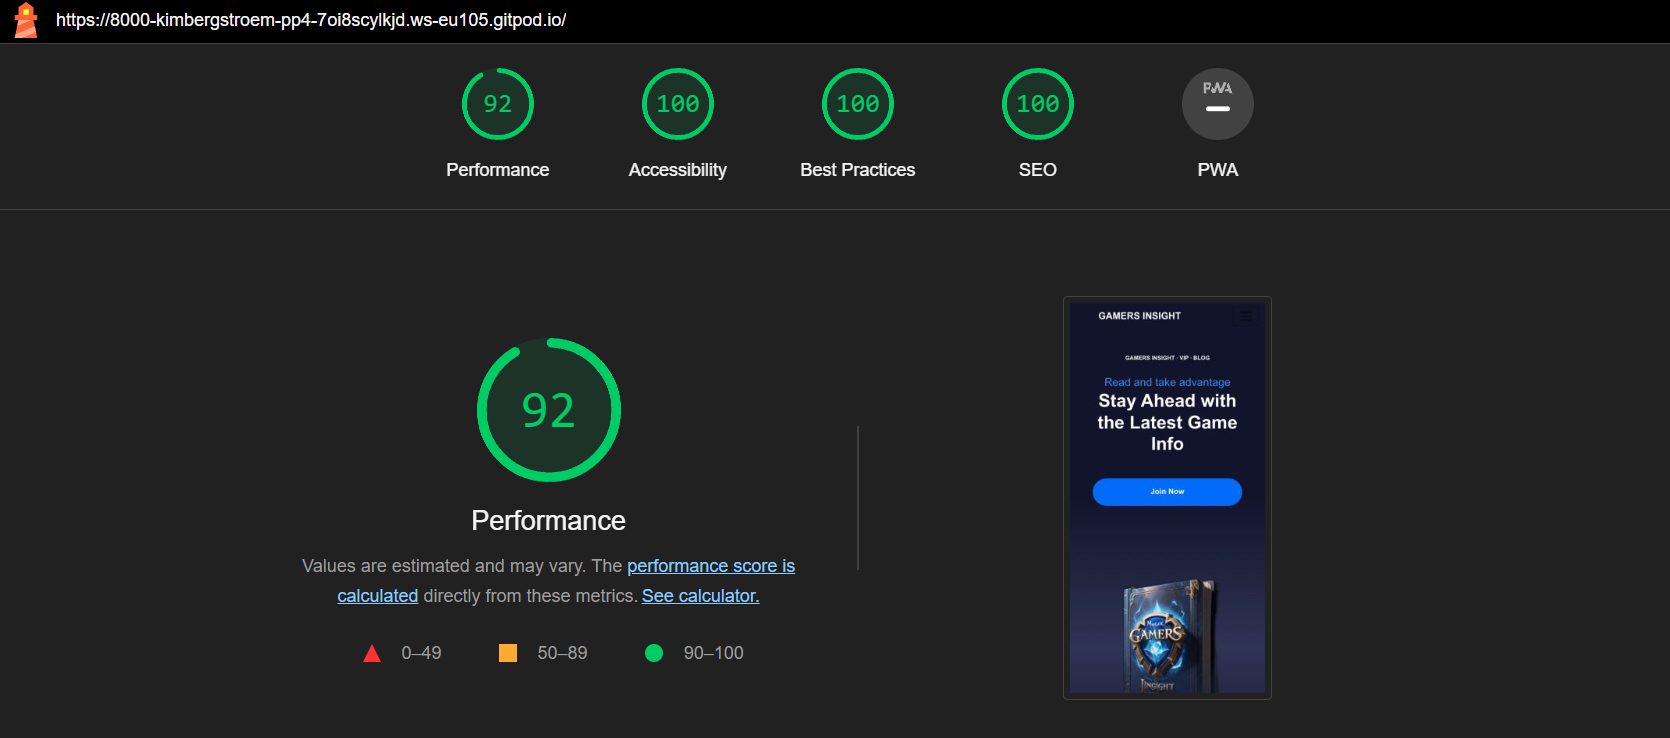 https://8000-kimbergstroem-pp4-7oi8scylkjd.ws-eu105.gitpod.io/
92
100
100
100
PWA
Performance
Accessibility
Best Practices
SEO
PWA
92
Performance
Values are estimated and may vary. The performance score is
calculated directly from these metrics. See calculator.
0–49
50–89
90–100
GAMERS INSIGHT
GAMERS INSIGHT · VIP · BLOG
Read and take advantage
Stay Ahead with
the Latest Game
Info
Join Now
GAMERS